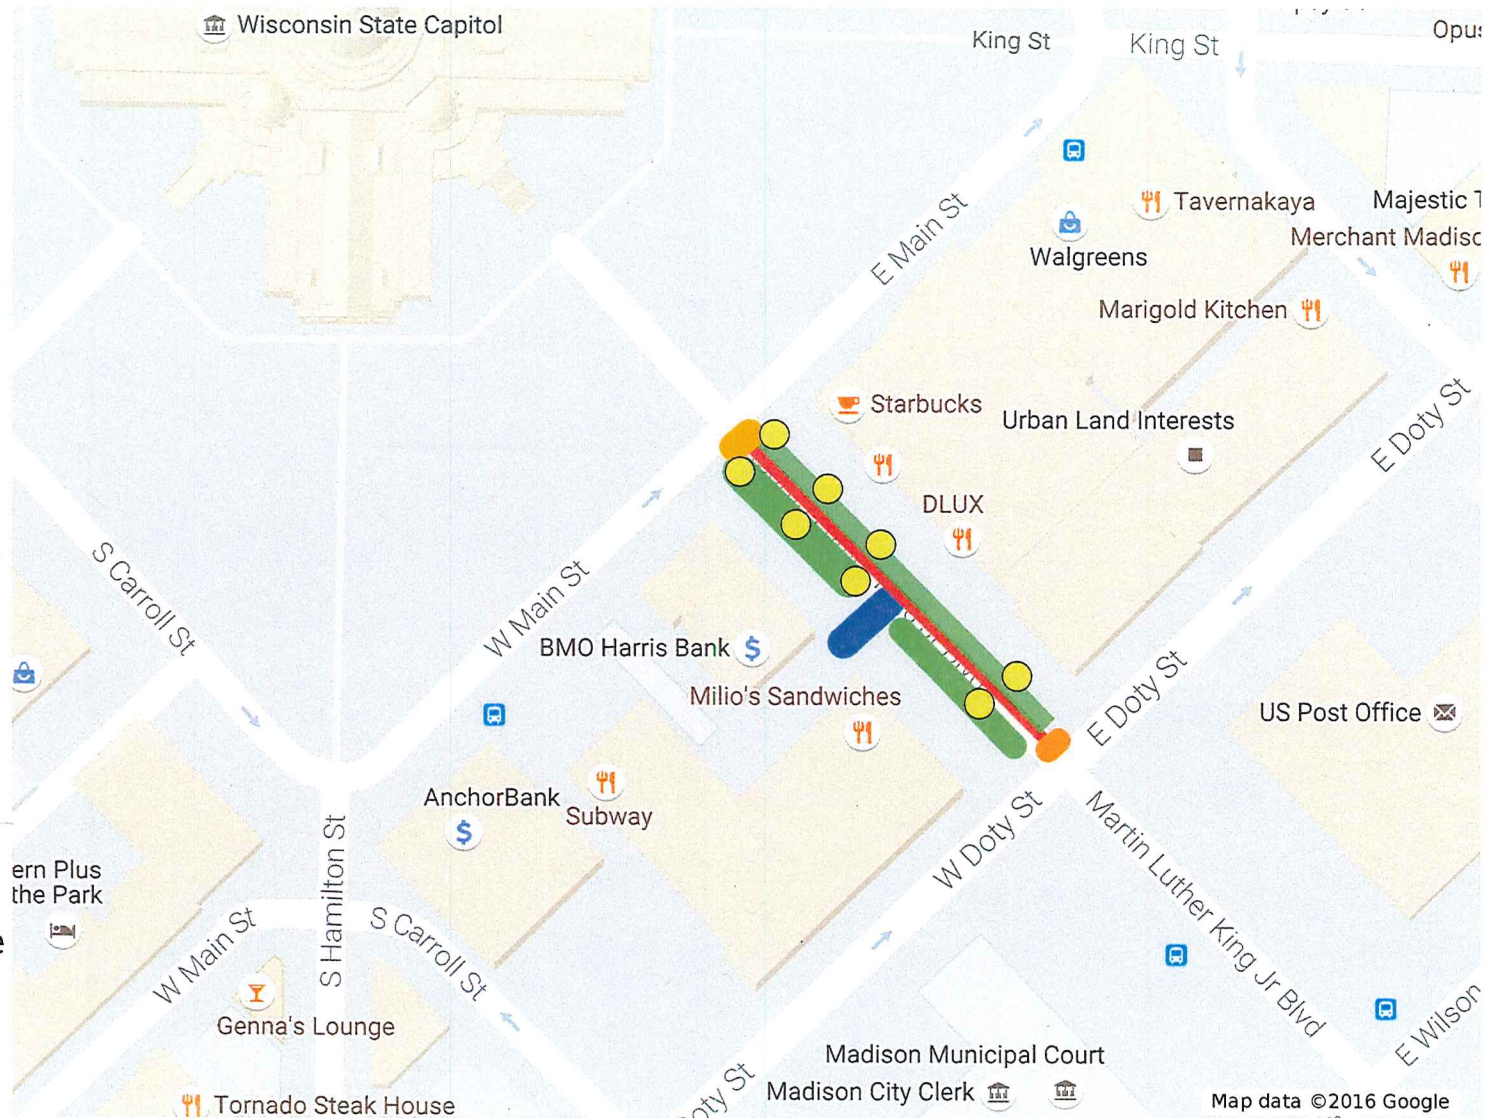 Wisconsin State Capitol
King St
King St
E Main St
Tavernakaya
Walgreens
Majestic
Merchant Madisc
Marigold Kitchen
Starbucks
Urban Land Interests
E Doty St
DLUX
S Carroll St
W Main St
BMO Harris Bank
Milio's Sandwiches
E Doty St
US Post Office
AnchorBank
Subway
W Doty St
Martin Luther King Jr Blvd
ern Plus
the Park
S Hamilton St
S Carroll St
W Main St
Genna's Lounge
E Wilson
Madison Municipal Court
Madison City Clerk
oty St
Tornado Steak House
Map data ©2016 Google